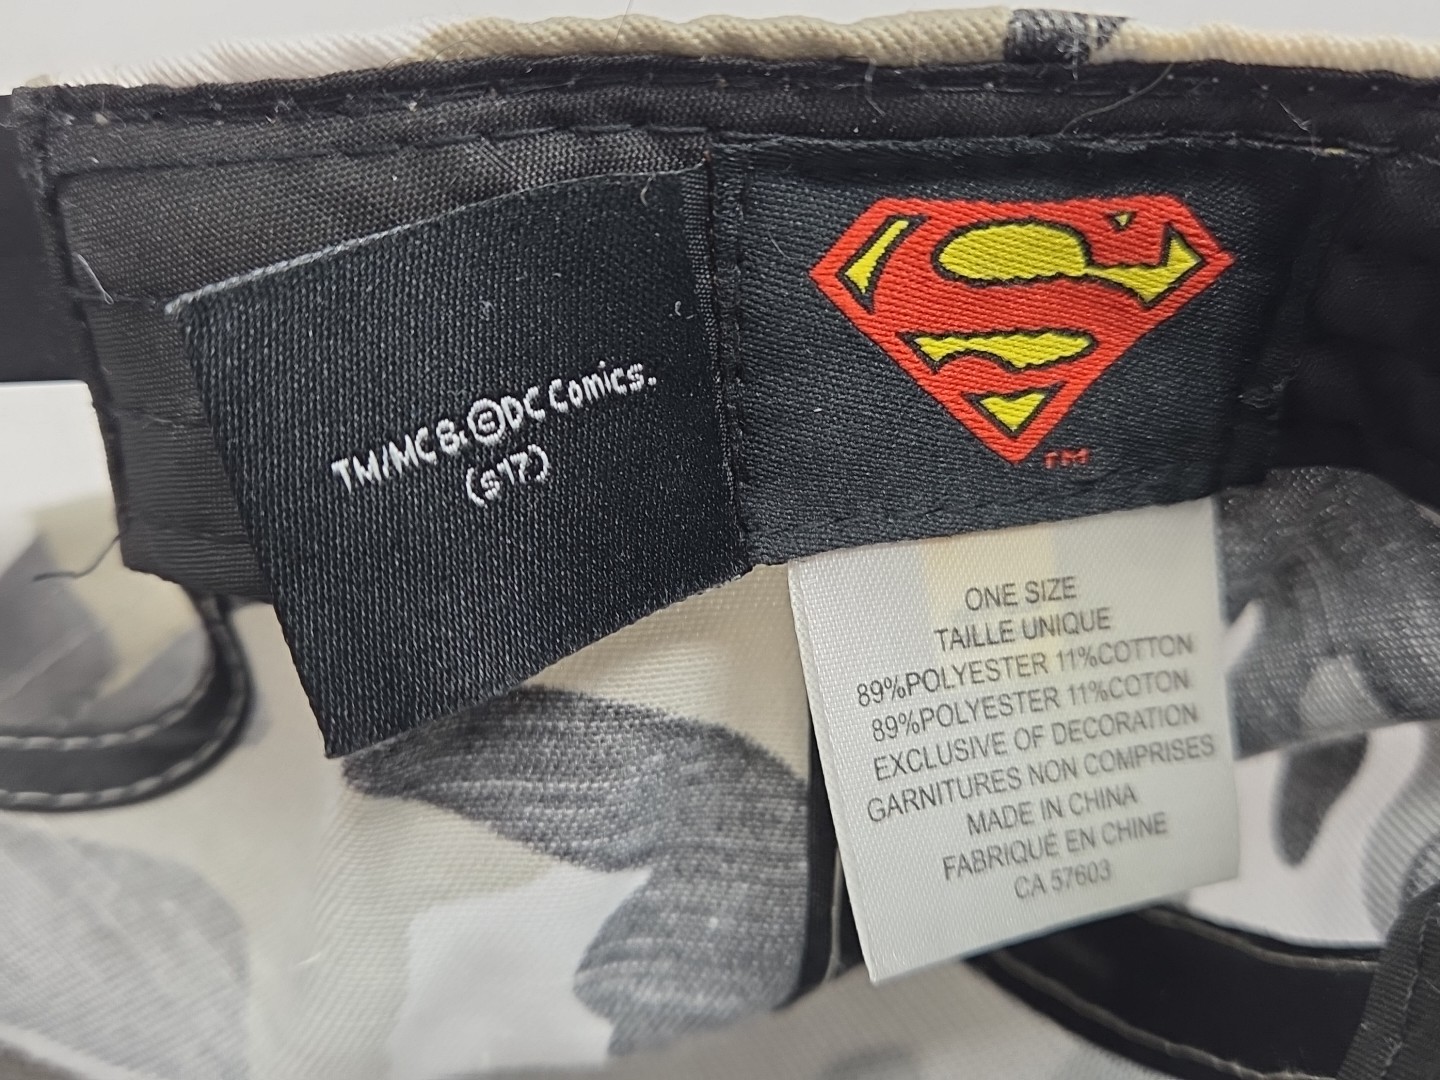 TM/MC & ©DC Comics.
(s17)
S
TM
ONE SIZE
TAILLE UNIQUE
89%POLYESTER 11%COTTON
89%POLYESTER 11%COTON
EXCLUSIVE OF DECORATION
GARNITURES NON COMPRISES
MADE IN CHINA
FABRIQUÉ EN CHINE
CA 57603